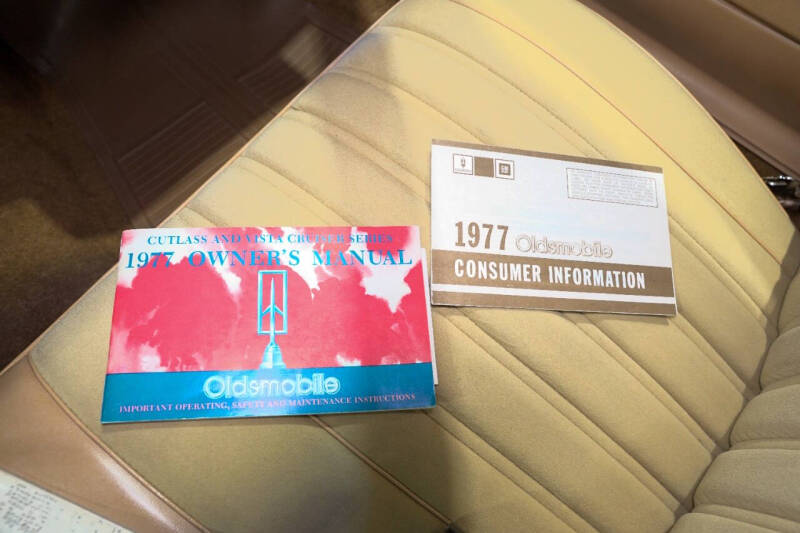 CUTLASS AND VISTA CRUISER SERIES
1977 OWNER'S MANUAL
Oldsmobile
IMPORTANT OPERATING, SAFETY AND MAINTENANCE INSTRUCTIONS
GM
1977 Oldsmobile
CONSUMER INFORMATION